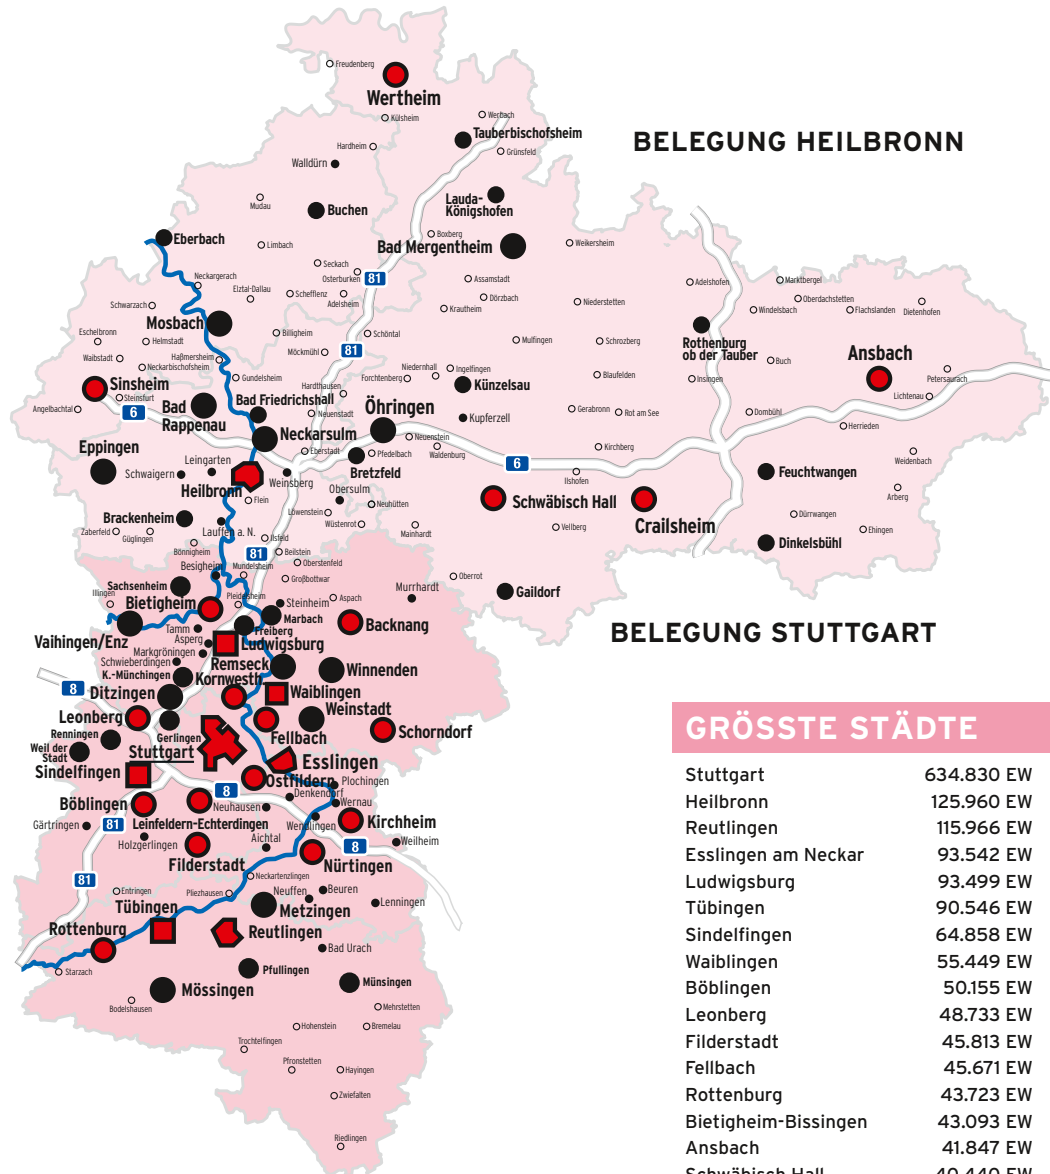 Freudenberg
Wertheim
Külsheim
Werbach
Tauberbischofsheim
BELEGUNG HEILBRONN
Hardheim
Grünsfeld
Walldürn
Mudau
Buchen
Lauda-
Königshofen
Boxberg
Eberbach
Limbach
Bad Mergentheim
Weikersheim
Seckach
Osterburken
81
Neckargerach
Elztal-Dallau
Schefflenz
Adelsheim
Assamstadt
Dörzbach
Krautheim
Niederstetten
Adelshofen
Marktbergel
Oberdachstetten
Windelsbach
Flachslanden
Dietenhofen
Schwarzach
Mosbach
Eschelbronn
Helmstadt
Billigheim
Schöntal
Mulfingen
Schrozberg
Rothenburg
ob der Tauber
Ansbach
Waibstadt
Haßmersheim
Neckarbischofsheim
Möckmühl
81
Buch
Sinsheim
Steinsfurt
Gundelsheim
Hardthausen
Forchtenberg
Niedernhall
Ingelfingen
Künzelsau
Blaufelden
Insingen
Petersaurach
Lichtenau
Angelbachtal
6
Bad
Rappenau
Bad Friedrichshall
Neuenstadt
Öhringen
Kupferzell
Gerabronn
Rot am See
Dombühl
Herrieden
Eppingen
Neckarsulm
Eberstadt
Neuenstein
Waldenburg
Pfedelbach
Bretzfeld
6
Kirchberg
Weidenbach
Leingarten
Schwaigern
Heilbronn
Weinsberg
Obersulm
Ilshofen
Feuchtwangen
Arberg
Flein
Löwenstein
Neuhütten
Schwäbisch Hall
Crailsheim
Brackenheim
Wüstenrot
Mainhardt
Vellberg
Dürrwangen
Ehingen
Zaberfeld
Güglingen
Lauffen a. N.
Ilsfeld
Bönnigheim
81
Beilstein
Dinkelsbühl
Oberstenfeld
Besigheim
Mundelsheim
Großbottwar
Oberrot
Sachsenheim
Murrhardt
Gaildorf
Illingen
Bietigheim
Pleidelsheim
Steinheim
Aspach
Marbach
Backnang
BELEGUNG STUTTGART
Vaihingen/Enz
Tamm
Freiberg
Asperg
Markgröningen
Ludwigsburg
Schwieberdingen
K.-Münchingen
Remseck
Winnenden
8
Ditzingen
Kornwesth.
Waiblingen
Leonberg
Weinstadt
Renningen
Gerlingen
Fellbach
Schorndorf
Weil der
Stadt
Stuttgart
Esslingen
Sindelfingen
Ostfildern
Plochingen
8
Denkendorf
Böblingen
Neuhausen
Wernau
Gärtringen
81
Leinfeldern-Echterdingen
Wendlingen
Kirchheim
Holzgerlingen
Aichtal
8
Weilheim
Filderstadt
Nürtingen
81
Neckartenzlingen
Entringen
Pliezhausen
Neuffen
Beuren
Tübingen
Metzingen
Lenningen
Rottenburg
Reutlingen
Bad Urach
Starzach
Pfullingen
Münsingen
Mössingen
Bodelshausen
Mehrstetten
Hohenstein
Bremelau
Trochtelfingen
Pfronstetten
Hayingen
Zwiefalten
Riedlingen
GRÖSSTE STÄDTE
Stuttgart 634.830 EW
Heilbronn 125.960 EW
Reutlingen 115.966 EW
Esslingen am Neckar 93.542 EW
Ludwigsburg 93.499 EW
Tübingen 90.546 EW
Sindelfingen 64.858 EW
Waiblingen 55.449 EW
Böblingen 50.155 EW
Leonberg 48.733 EW
Filderstadt 45.813 EW
Fellbach 45.671 EW
Rottenburg 43.723 EW
Bietigheim-Bissingen 43.093 EW
Ansbach 41.847 EW
Schwäbisch Hall 40.440 EW